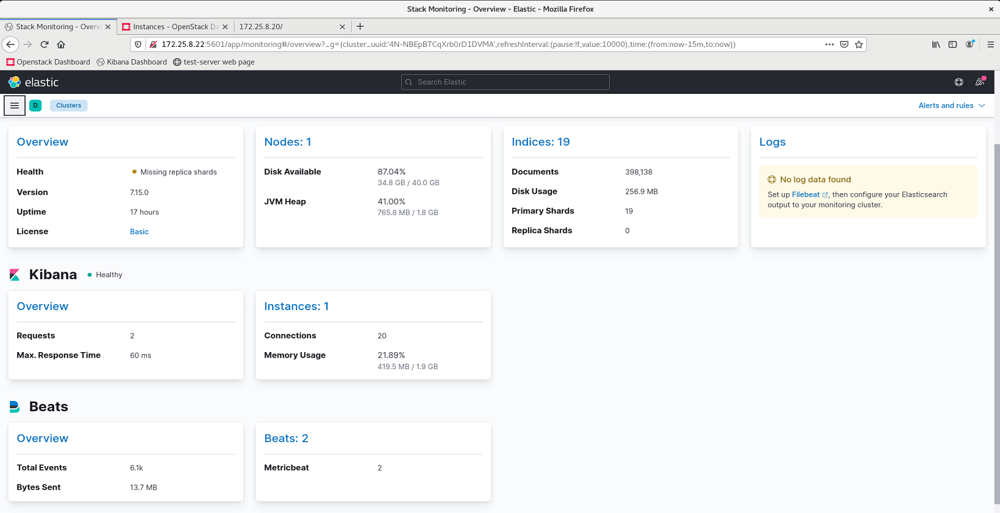 Stack Monitoring - Overview - Elastic - Mozilla Firefox
Stack Monitoring - Overvi
Instances - OpenStack Da
172.25.8.20/
172.25.8.22:5601/app/monitoring#/overview?_g=(cluster_uuid:'4N-NBEpBTCqXrb0rD1DVMA',refreshInterval:(pause:!f,value:10000),time:(from:now-15m,to:now))
Openstack Dashboard Kibana Dashboard test-server web page
elastic
Search Elastic
D
Clusters
Alerts and rules
Overview
Health Missing replica shards
Version 7.15.0
Uptime 17 hours
License Basic
Nodes: 1
Disk Available 87.04%
34.8 GB / 40.0 GB
JVM Heap 41.00%
765.8 MB / 1.8 GB
Indices: 19
Documents 398,138
Disk Usage 256.9 MB
Primary Shards 19
Replica Shards 0
Logs
No log data found
Set up Filebeat, then configure your Elasticsearch
output to your monitoring cluster.
Kibana Healthy
Overview
Requests 2
Max. Response Time 60 ms
Instances: 1
Connections 20
Memory Usage 21.89%
419.5 MB / 1.9 GB
Beats
Overview
Total Events 6.1k
Bytes Sent 13.7 MB
Beats: 2
Metricbeat 2